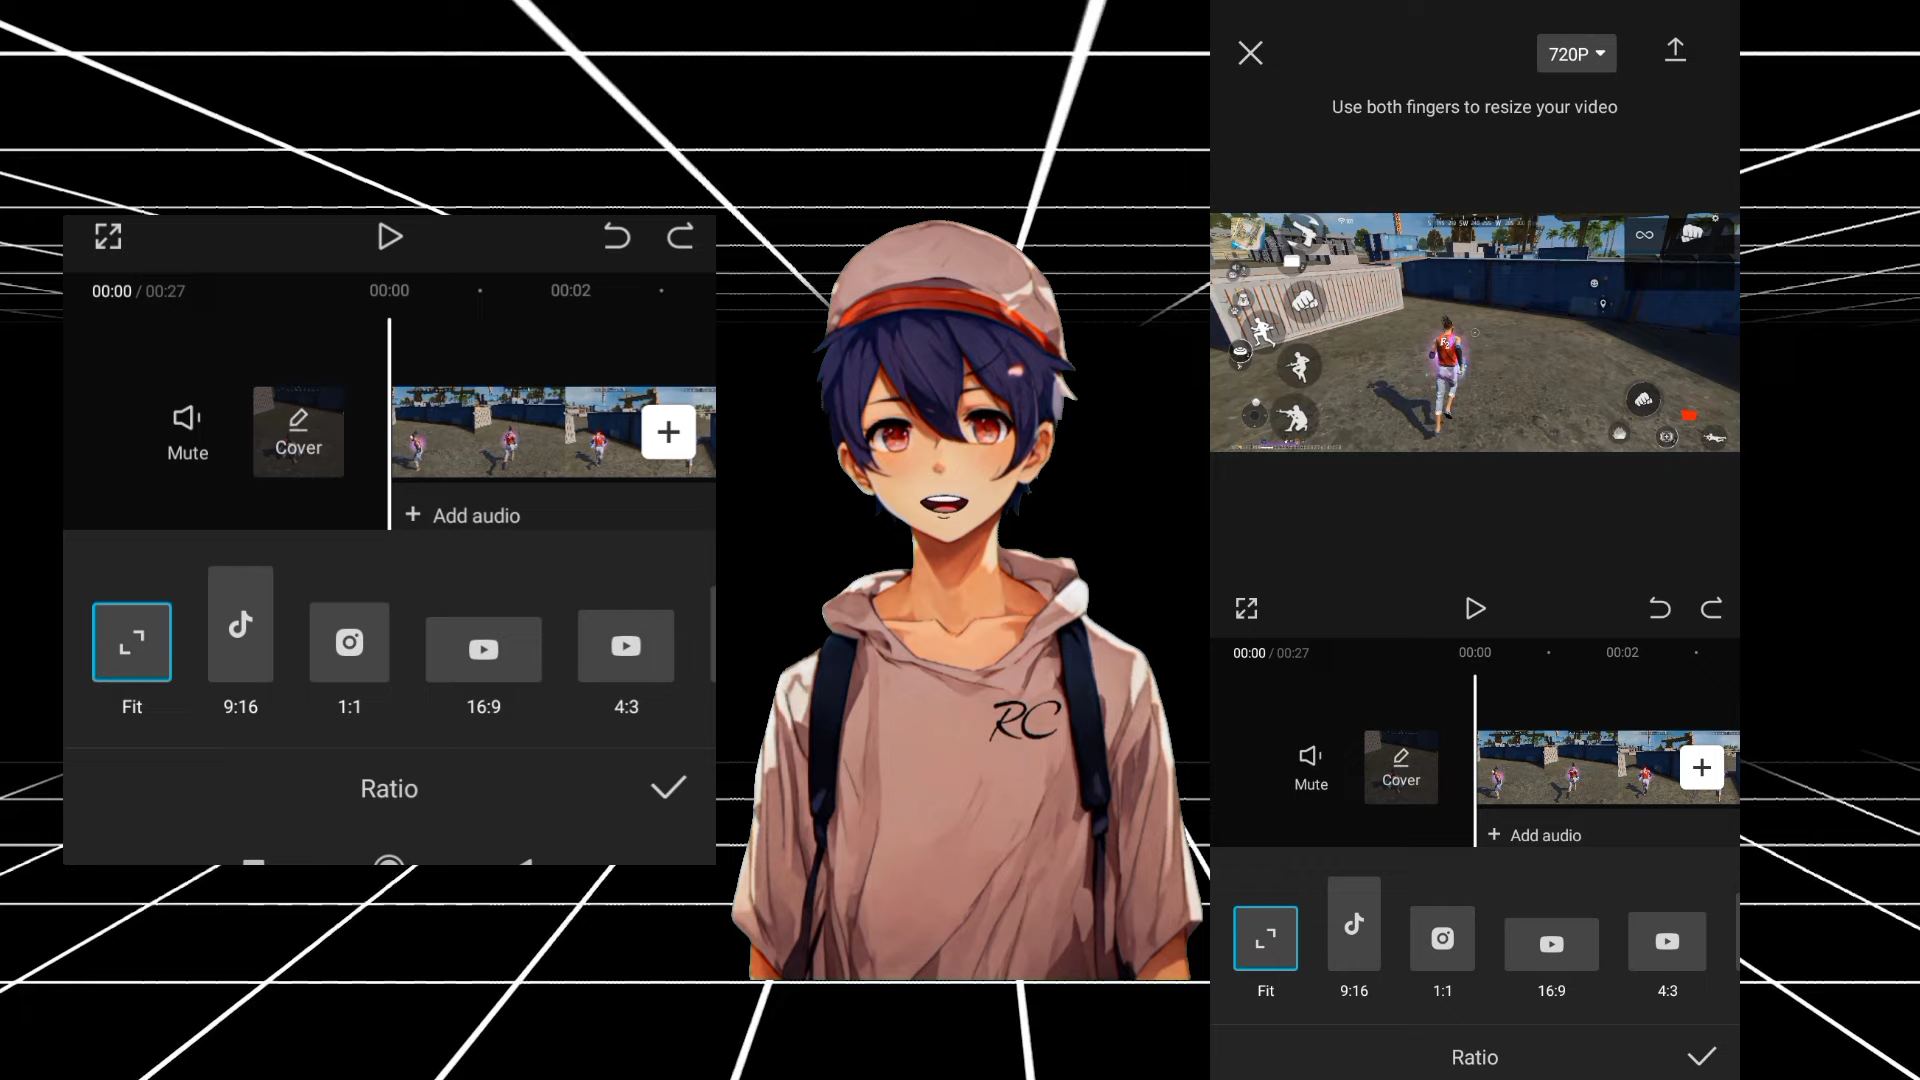 00:00 / 00:27
00:00
00:02
Mute
Cover
+ Add audio
Fit
9:16
1:1
16:9
4:3
Ratio
RC
720P
Use both fingers to resize your video
00:00 / 00:27
00:00
00:02
Mute
Cover
+ Add audio
Fit
9:16
1:1
16:9
4:3
Ratio